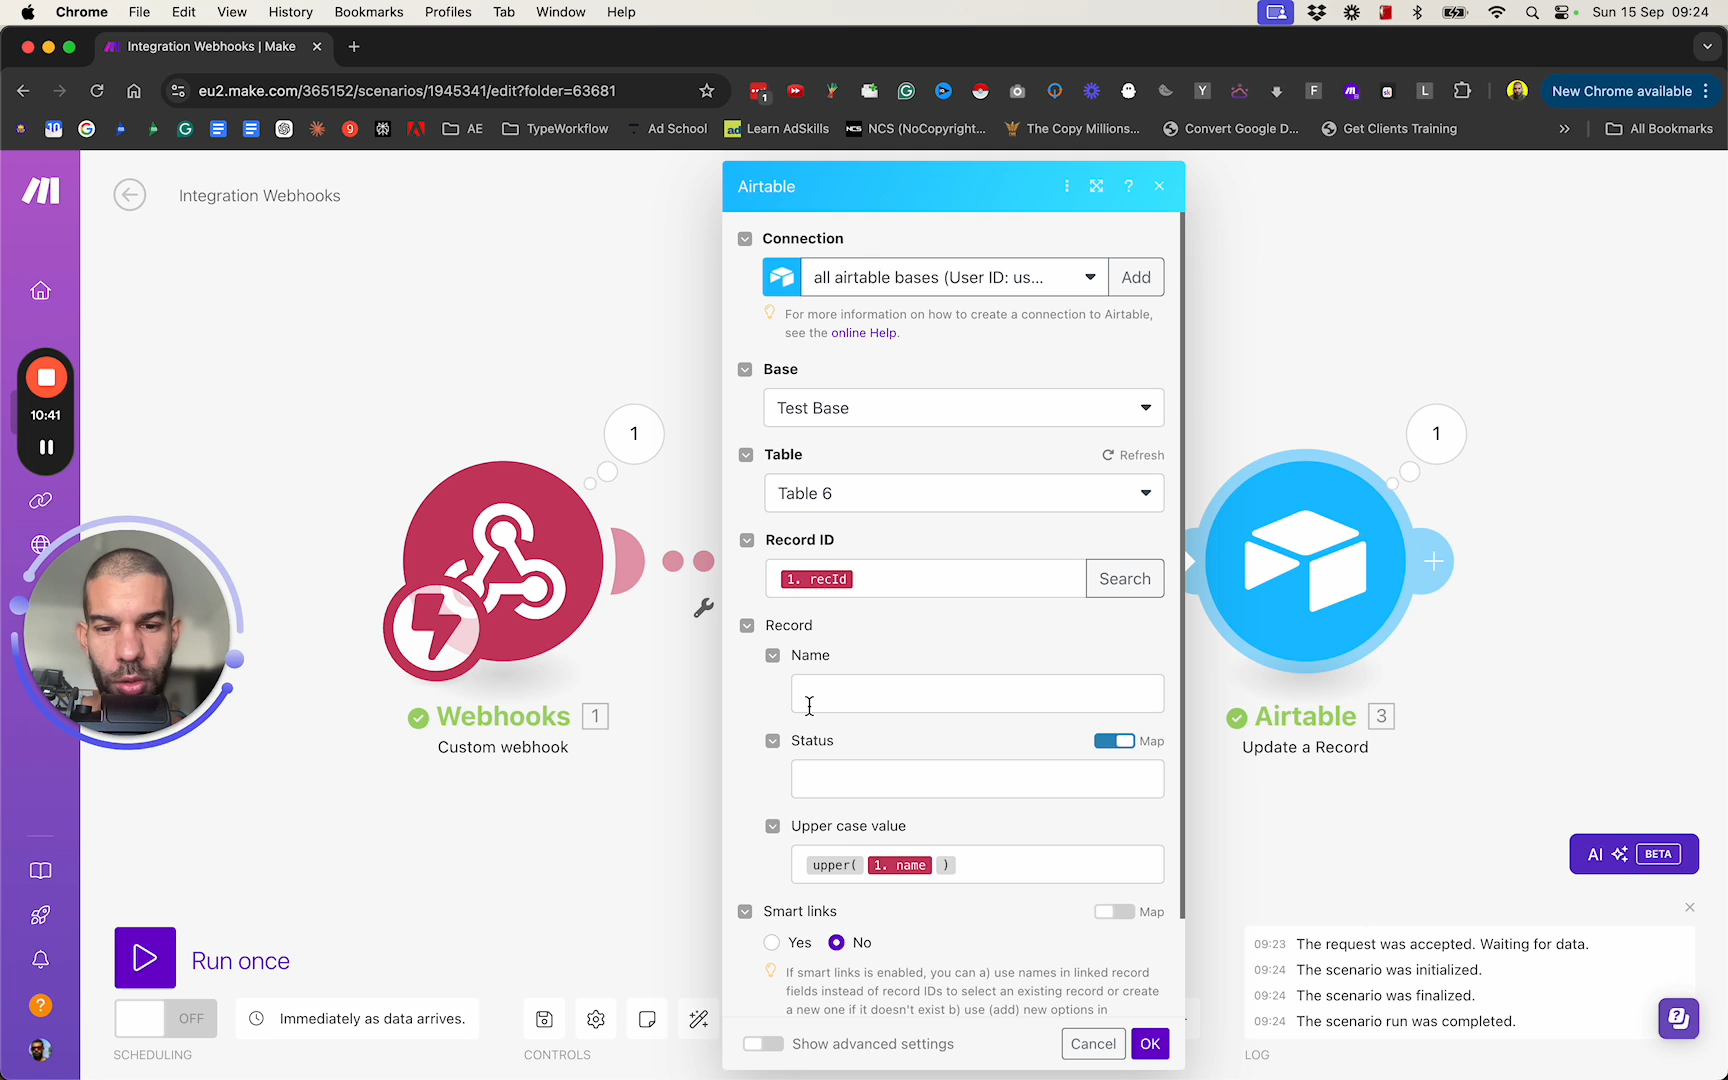 Chrome File Edit View History Bookmarks Profiles Tab Window Help Sun 15 Sep 09:24
Integration Webhooks | Make
eu2.make.com/365152/scenarios/1945341/edit?folder=63681 New Chrome available
AE TypeWorkflow Ad School Learn AdSkills NCS (NoCopyright... The Copy Millions... Convert Google D... Get Clients Training All Bookmarks
Integration Webhooks
Airtable
Connection
all airtable bases (User ID: us... Add
For more information on how to create a connection to Airtable,
see the online Help.
Base
Test Base
Table Refresh
Table 6
Record ID
1. recId Search
Record
Name
Status Map
Upper case value
upper( 1. name )
Smart links Map
Yes No
If smart links is enabled, you can a) use names in linked record
fields instead of record IDs to select an existing record or create
a new one if it doesn't exist b) use (add) new options in
Show advanced settings Cancel OK
10:41
1
Webhooks 1
Custom webhook
1
Airtable 3
Update a Record
AI BETA
Run once
OFF Immediately as data arrives.
SCHEDULING CONTROLS
09:23 The request was accepted. Waiting for data.
09:24 The scenario was initialized.
09:24 The scenario was finalized.
09:24 The scenario run was completed.
LOG